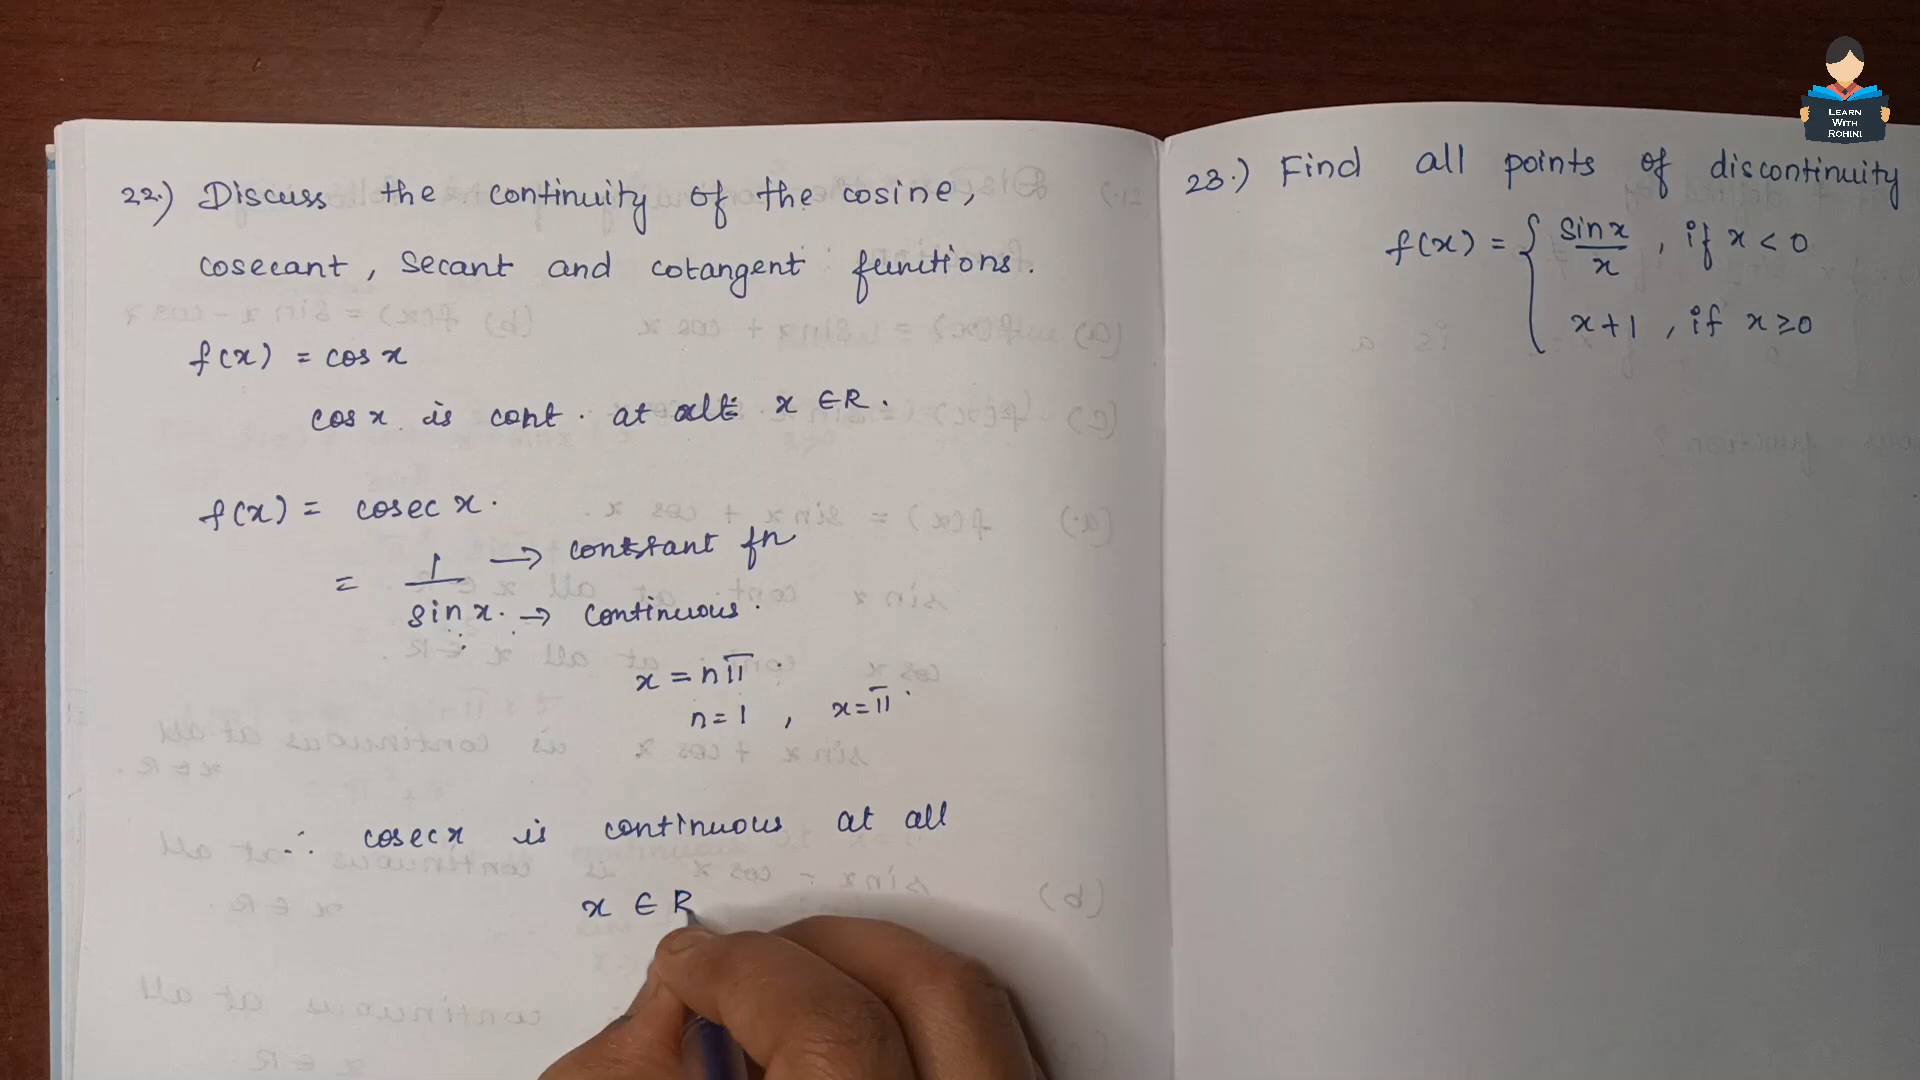 22.) Discuss the continuity of the cosine,
cosecant, secant and cotangent functions.
f(x) = cos x
cos x is cont. at all x ∈ R.
f(x) = cosec x.
= 1/sin x. → constant fn
→ continuous.
x = nπ.
n = 1, x = π.
∴ cosec x is continuous at all
x ∈ R
23.) Find all points of discontinuity
f(x) = { sin x / x , if x < 0
x + 1 , if x ≥ 0
LEARN
WITH
ROHINI